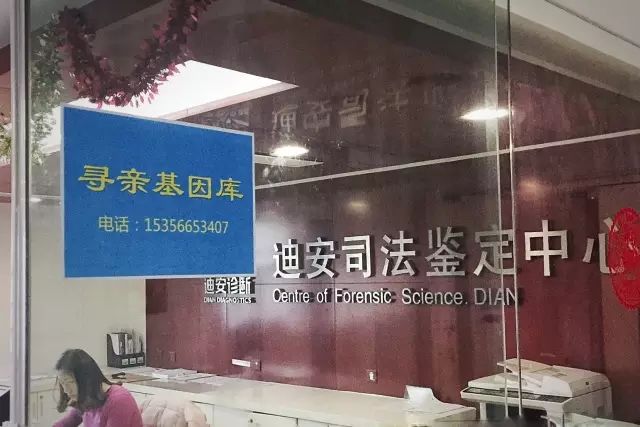 寻亲基因库
电话：15356653407
迪安司法鉴定中心
迪安诊断
DIAN DIAGNOSTICS
Centre of Forensic Science. DIAN